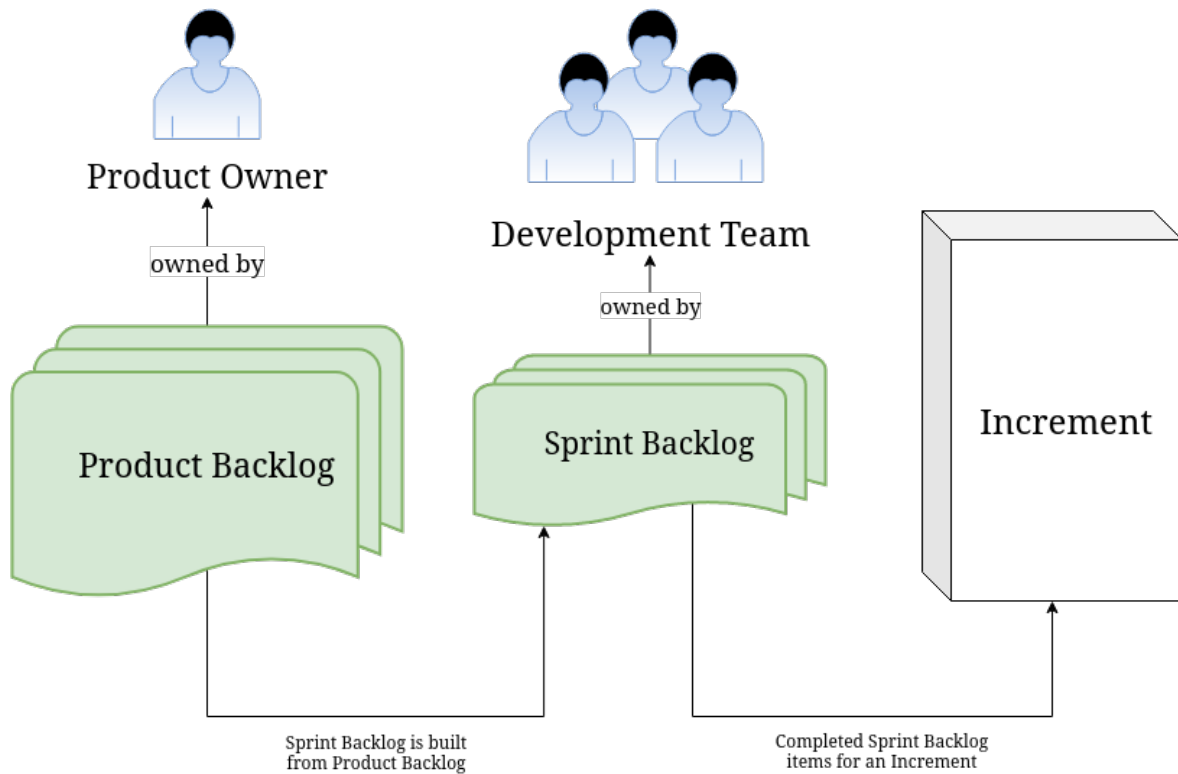 Product Owner
owned by
Product Backlog
Development Team
owned by
Sprint Backlog
Increment
Sprint Backlog is built
from Product Backlog
Completed Sprint Backlog
items for an Increment